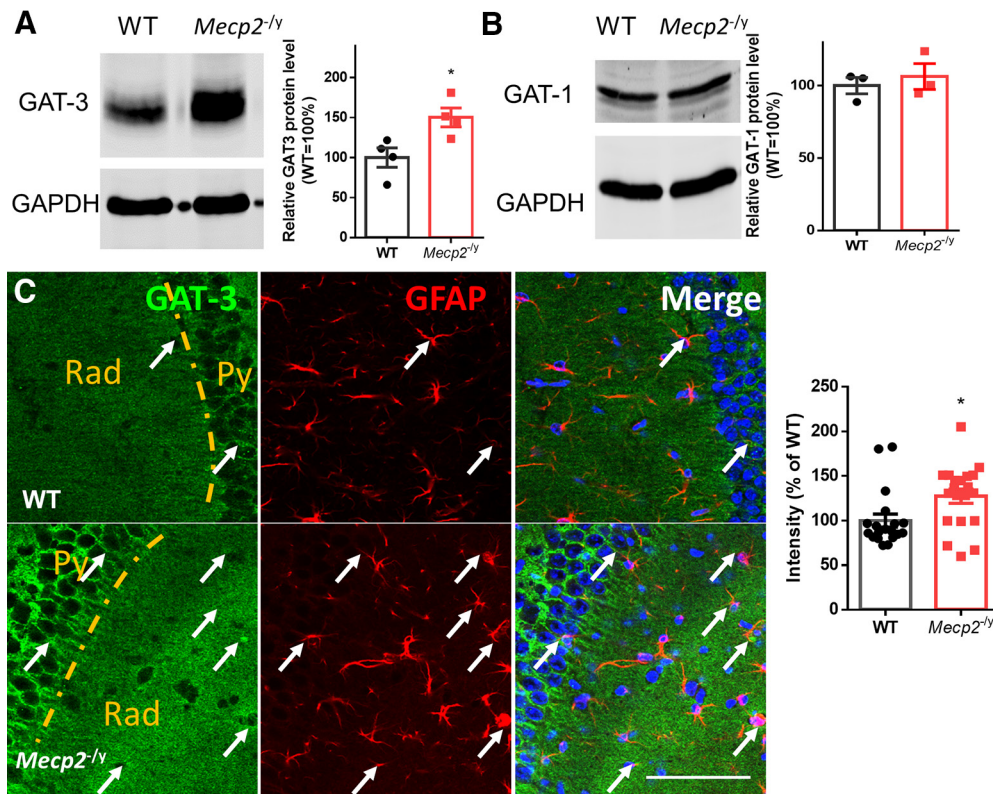 A
WT Mecp2-/y
GAT-3
GAPDH
Relative GAT3 protein level
(WT=100%)
200
150
100
50
0
*
WT Mecp2-/y
B
WT Mecp2-/y
GAT-1
GAPDH
Relative GAT-1 protein level
(WT=100%)
100
50
0
WT Mecp2-/y
C
GAT-3 GFAP Merge
Rad Py
WT
Py
Rad
Mecp2-/y
Intensity (% of WT)
250
200
150
100
50
0
*
WT Mecp2-/y